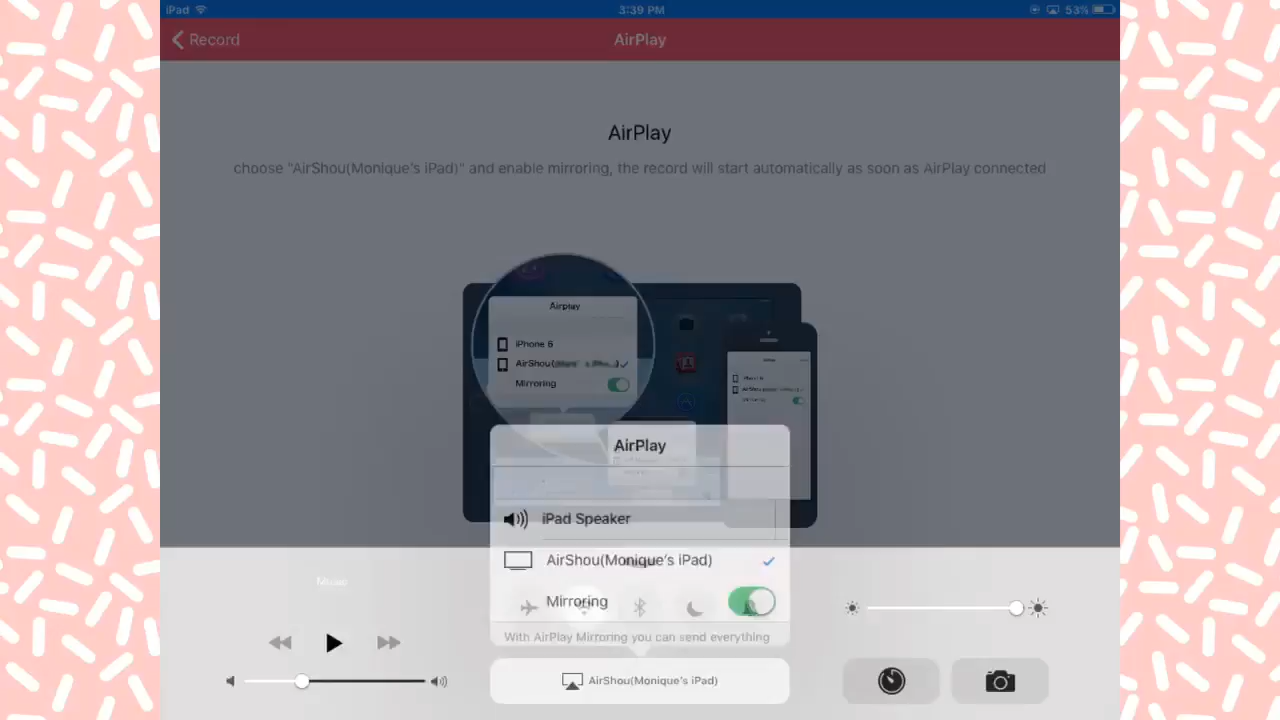 iPad
3:39 PM
53%
Record
AirPlay
AirPlay
choose "AirShou(Monique's iPad)" and enable mirroring, the record will start automatically as soon as AirPlay connected
Airplay
iPhone 6
AirShou(
Mirroring
AirPlay
iPad Speaker
AirShou(Monique's iPad)
Mirroring
With AirPlay Mirroring you can send everything
AirShou(Monique's iPad)